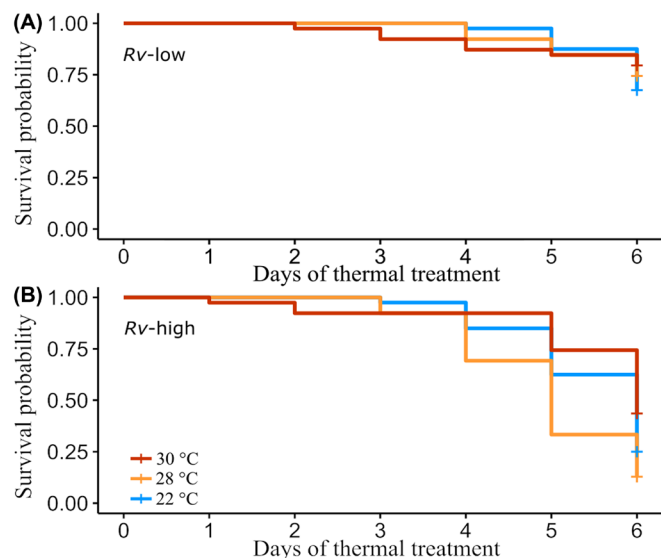 (A)
Rv-low
Survival probability
1.00
0.75
0.50
0.25
0.00
0 1 2 3 4 5 6
Days of thermal treatment
(B)
Rv-high
Survival probability
1.00
0.75
0.50
0.25
0.00
30 °C
28 °C
22 °C
0 1 2 3 4 5 6
Days of thermal treatment